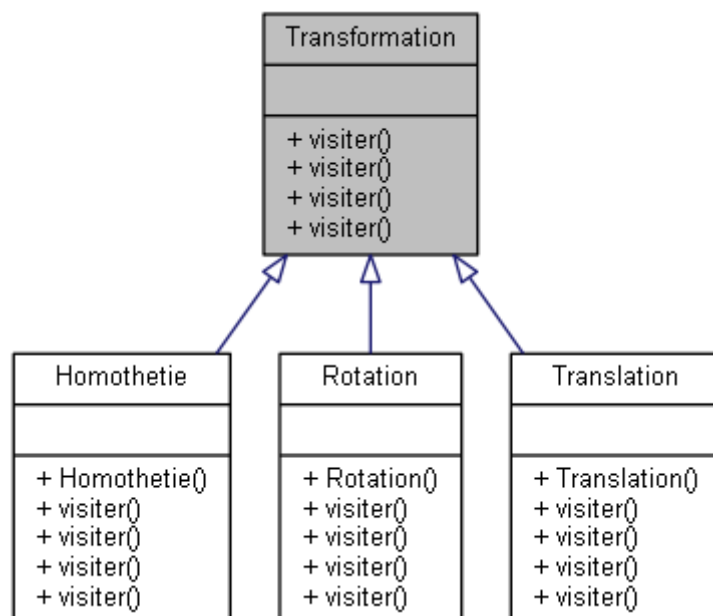 Transformation
+ visiter()
+ visiter()
+ visiter()
+ visiter()
Homothetie
+ Homothetie()
+ visiter()
+ visiter()
+ visiter()
+ visiter()
Rotation
+ Rotation()
+ visiter()
+ visiter()
+ visiter()
+ visiter()
Translation
+ Translation()
+ visiter()
+ visiter()
+ visiter()
+ visiter()